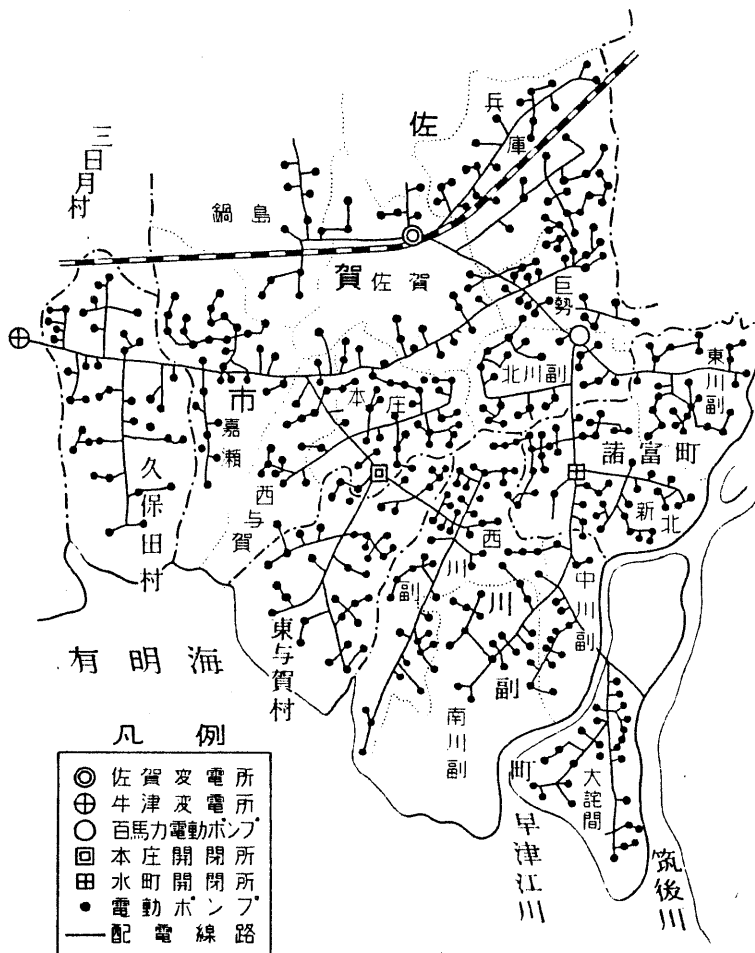 三日月村
佐
兵庫
鍋島
賀
佐賀
巨勢
北川副
東川副
市
本庄
嘉瀬
諸富町
久保田村
西与賀
新北
西川副
中川副
川
副
町
東与賀村
有明海
南川副
大詫間
早津江川
筑後川
凡例
佐賀変電所
牛津変電所
百馬力電動ポンプ
本庄開閉所
水町開閉所
電動ポンプ
配電線路